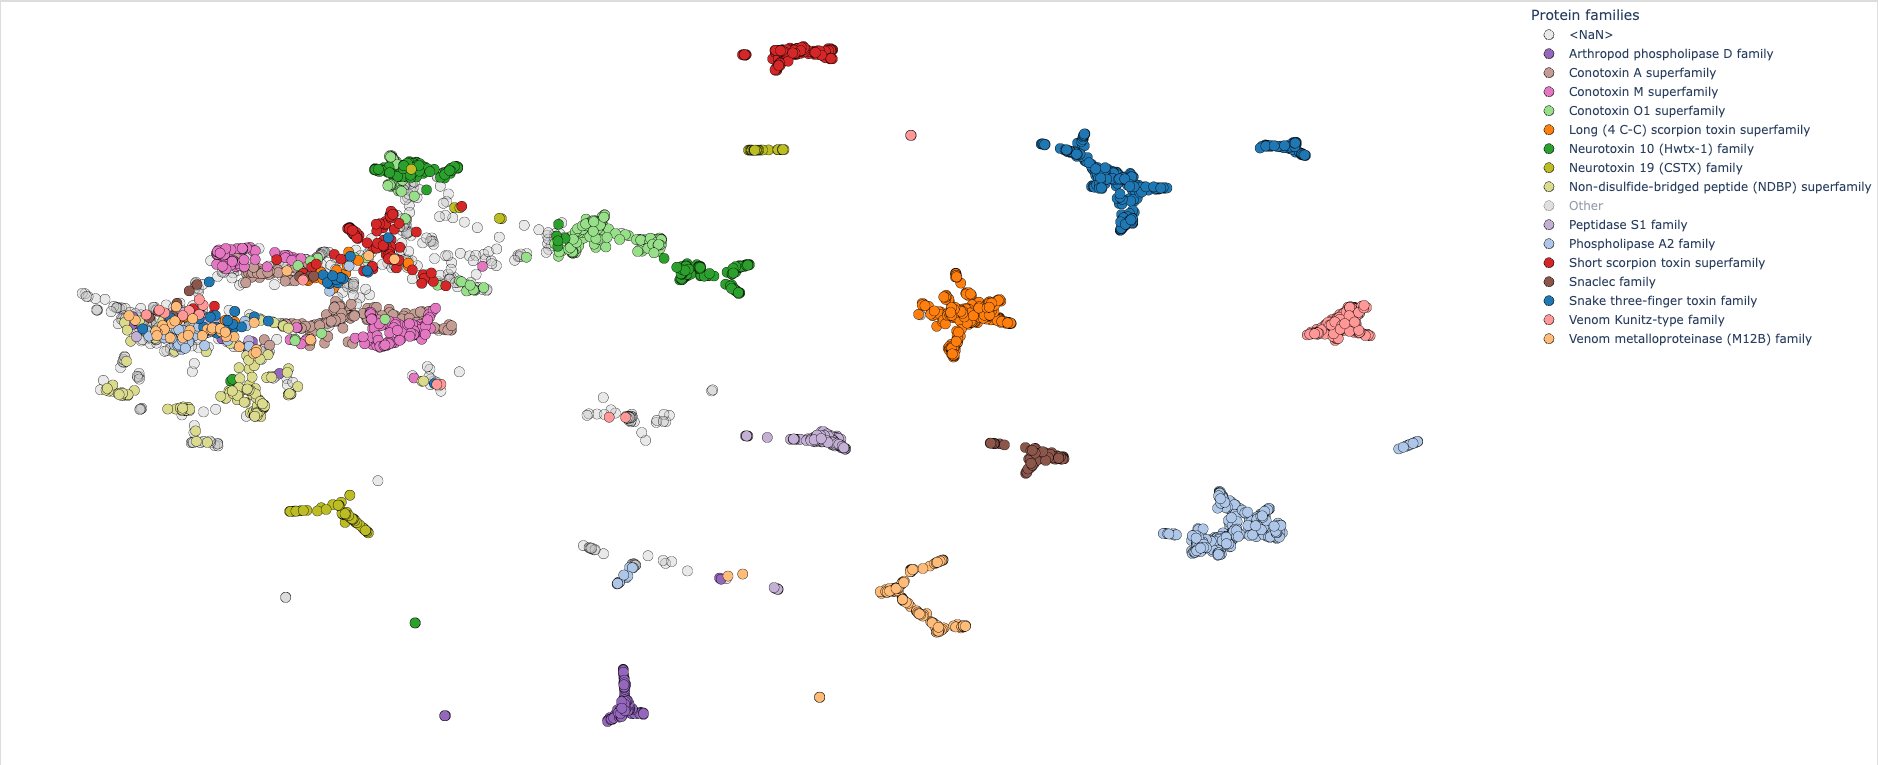 Protein families
<NaN>
Arthropod phospholipase D family
Conotoxin A superfamily
Conotoxin M superfamily
Conotoxin O1 superfamily
Long (4 C-C) scorpion toxin superfamily
Neurotoxin 10 (Hwtx-1) family
Neurotoxin 19 (CSTX) family
Non-disulfide-bridged peptide (NDBP) superfamily
Other
Peptidase S1 family
Phospholipase A2 family
Short scorpion toxin superfamily
Snaclec family
Snake three-finger toxin family
Venom Kunitz-type family
Venom metalloproteinase (M12B) family